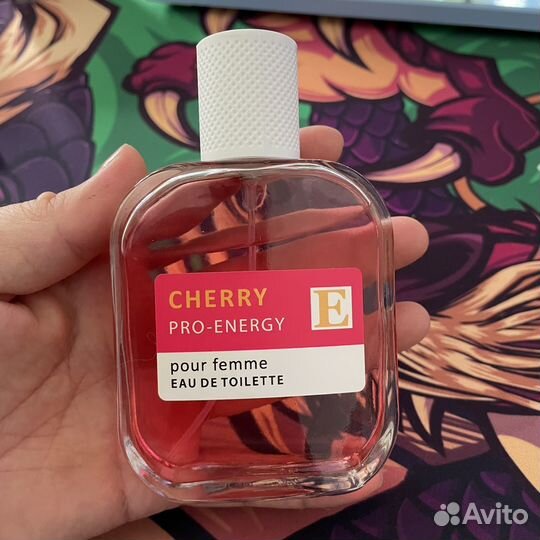 CHERRY
PRO-ENERGY
E
pour femme
EAU DE TOILETTE
Avito